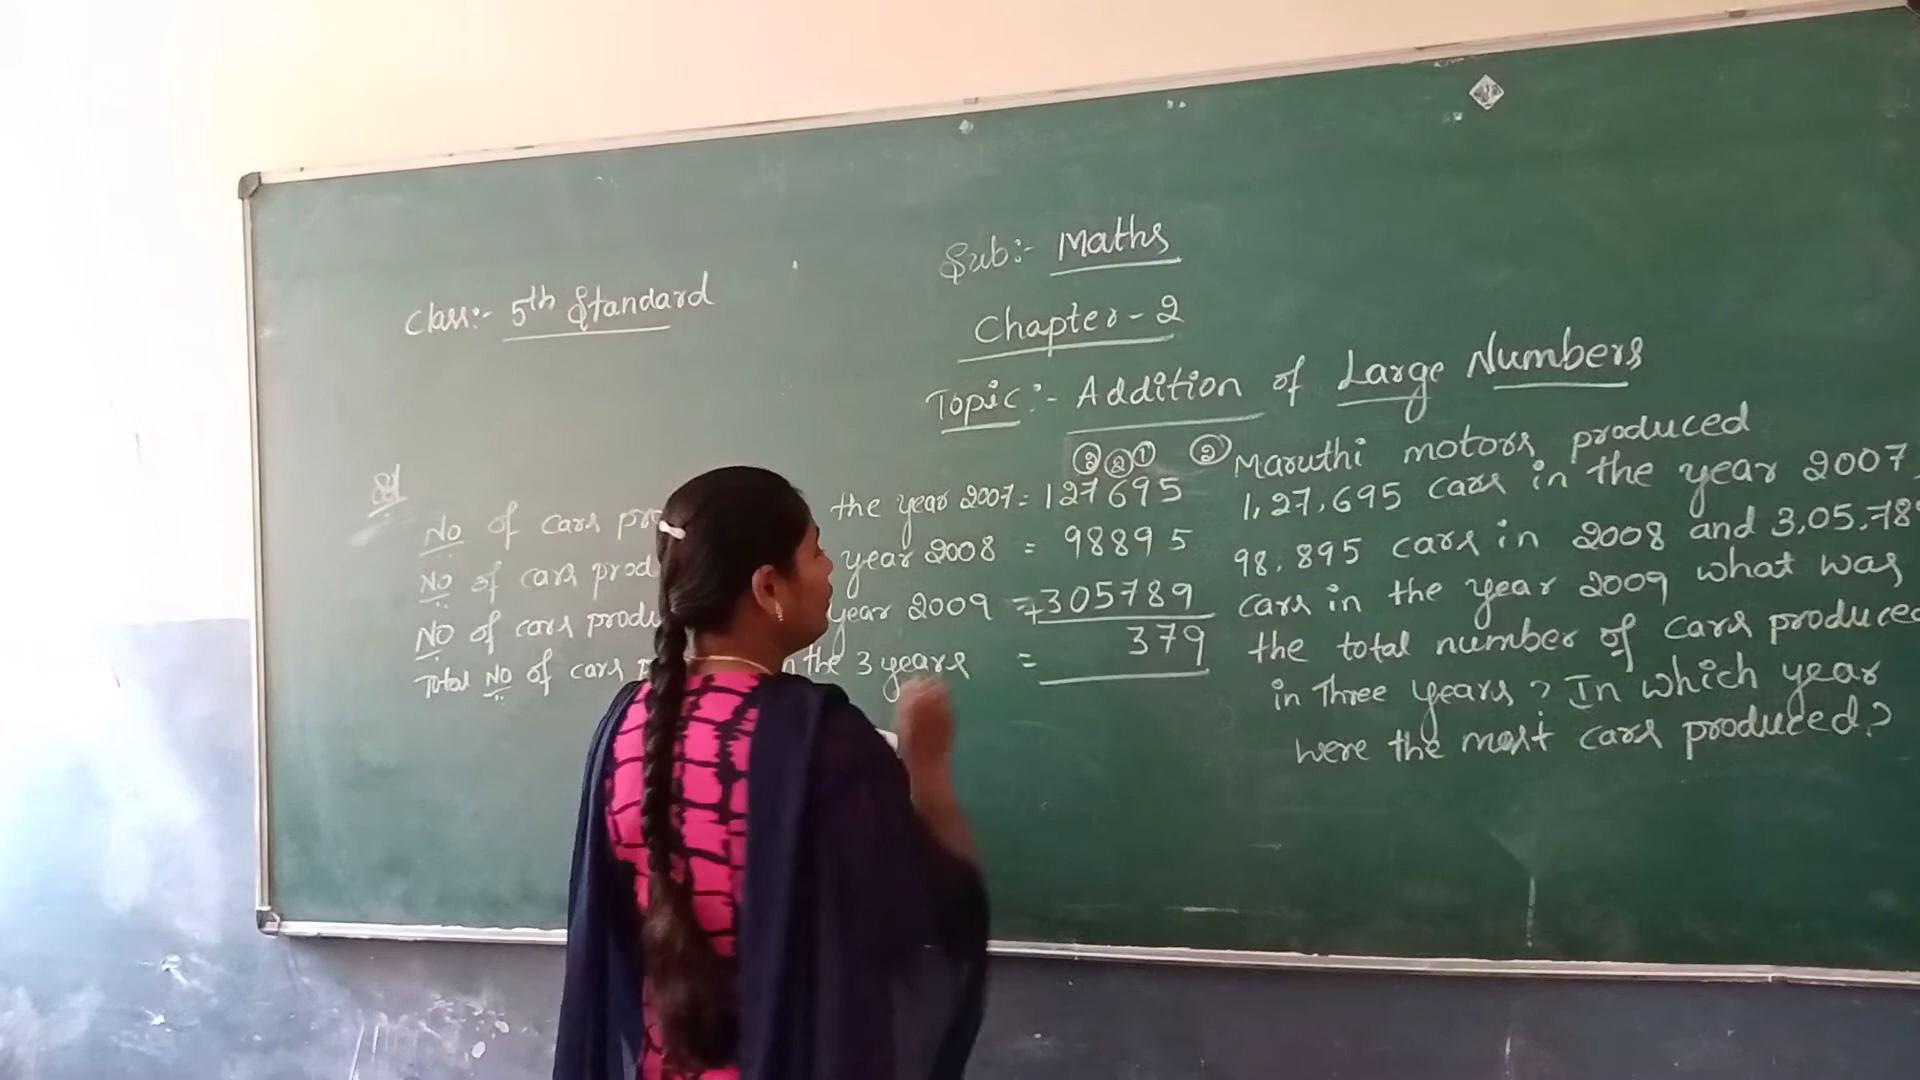 Sub:- Maths
Class:- 5th Standard
Chapter-2
Topic:- Addition of Large Numbers
③②① 
No of cars pro the year 2007 = 127695
No of cars prod year 2008 = 98895
No of cars produ year 2009 = +305789
Total No of cars p the 3 years = 379
② Maruthi motors produced
1,27,695 cars in the year 2007,
98,895 cars in 2008 and 3,05,789
cars in the year 2009 what was
the total number of cars produced
in Three years? In which year
were the most cars produced?